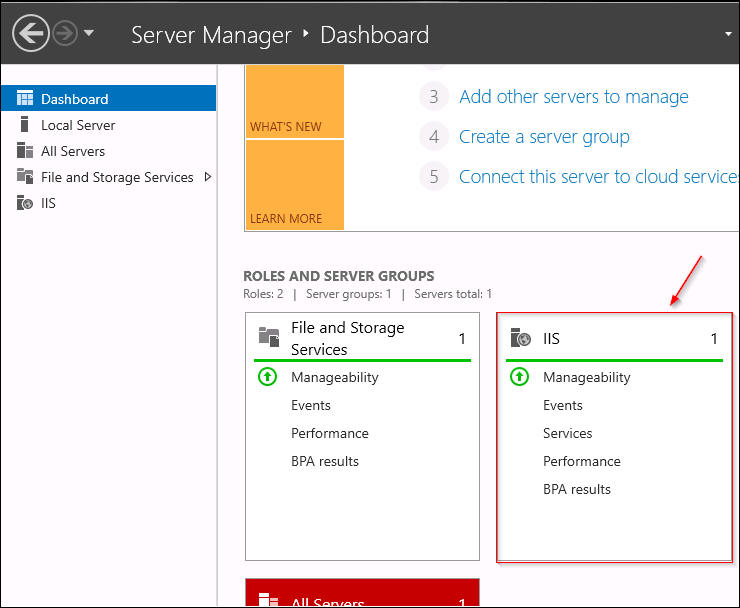 Server Manager ‣ Dashboard
Dashboard
Local Server
All Servers
File and Storage Services
IIS
WHAT'S NEW
LEARN MORE
3 Add other servers to manage
4 Create a server group
5 Connect this server to cloud services
ROLES AND SERVER GROUPS
Roles: 2 | Server groups: 1 | Servers total: 1
File and Storage
Services 1
Manageability
Events
Performance
BPA results
IIS 1
Manageability
Events
Services
Performance
BPA results
All Servers 1